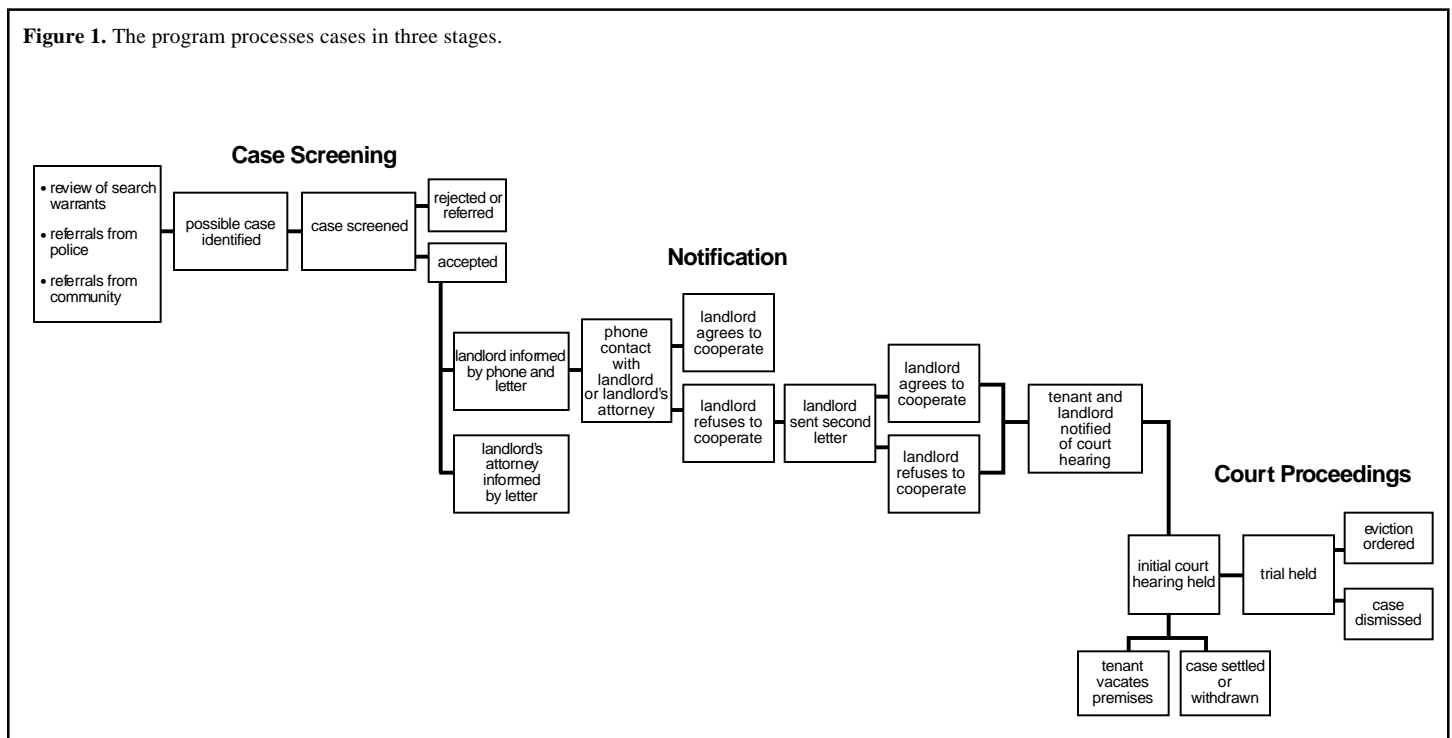 Figure 1. The program processes cases in three stages.
Case Screening
• review of search
warrants
• referrals from
police
• referrals from
community
possible case
identified
case screened
rejected or
referred
accepted
Notification
landlord informed
by phone and
letter
landlord's
attorney
informed
by letter
phone
contact
with
landlord
or landlord's
attorney
landlord
agrees to
cooperate
landlord
refuses to
cooperate
landlord
sent second
letter
landlord
agrees to
cooperate
landlord
refuses to
cooperate
tenant and
landlord
notified
of court
hearing
Court Proceedings
initial court
hearing held
trial held
eviction
ordered
case
dismissed
tenant
vacates
premises
case settled
or
withdrawn